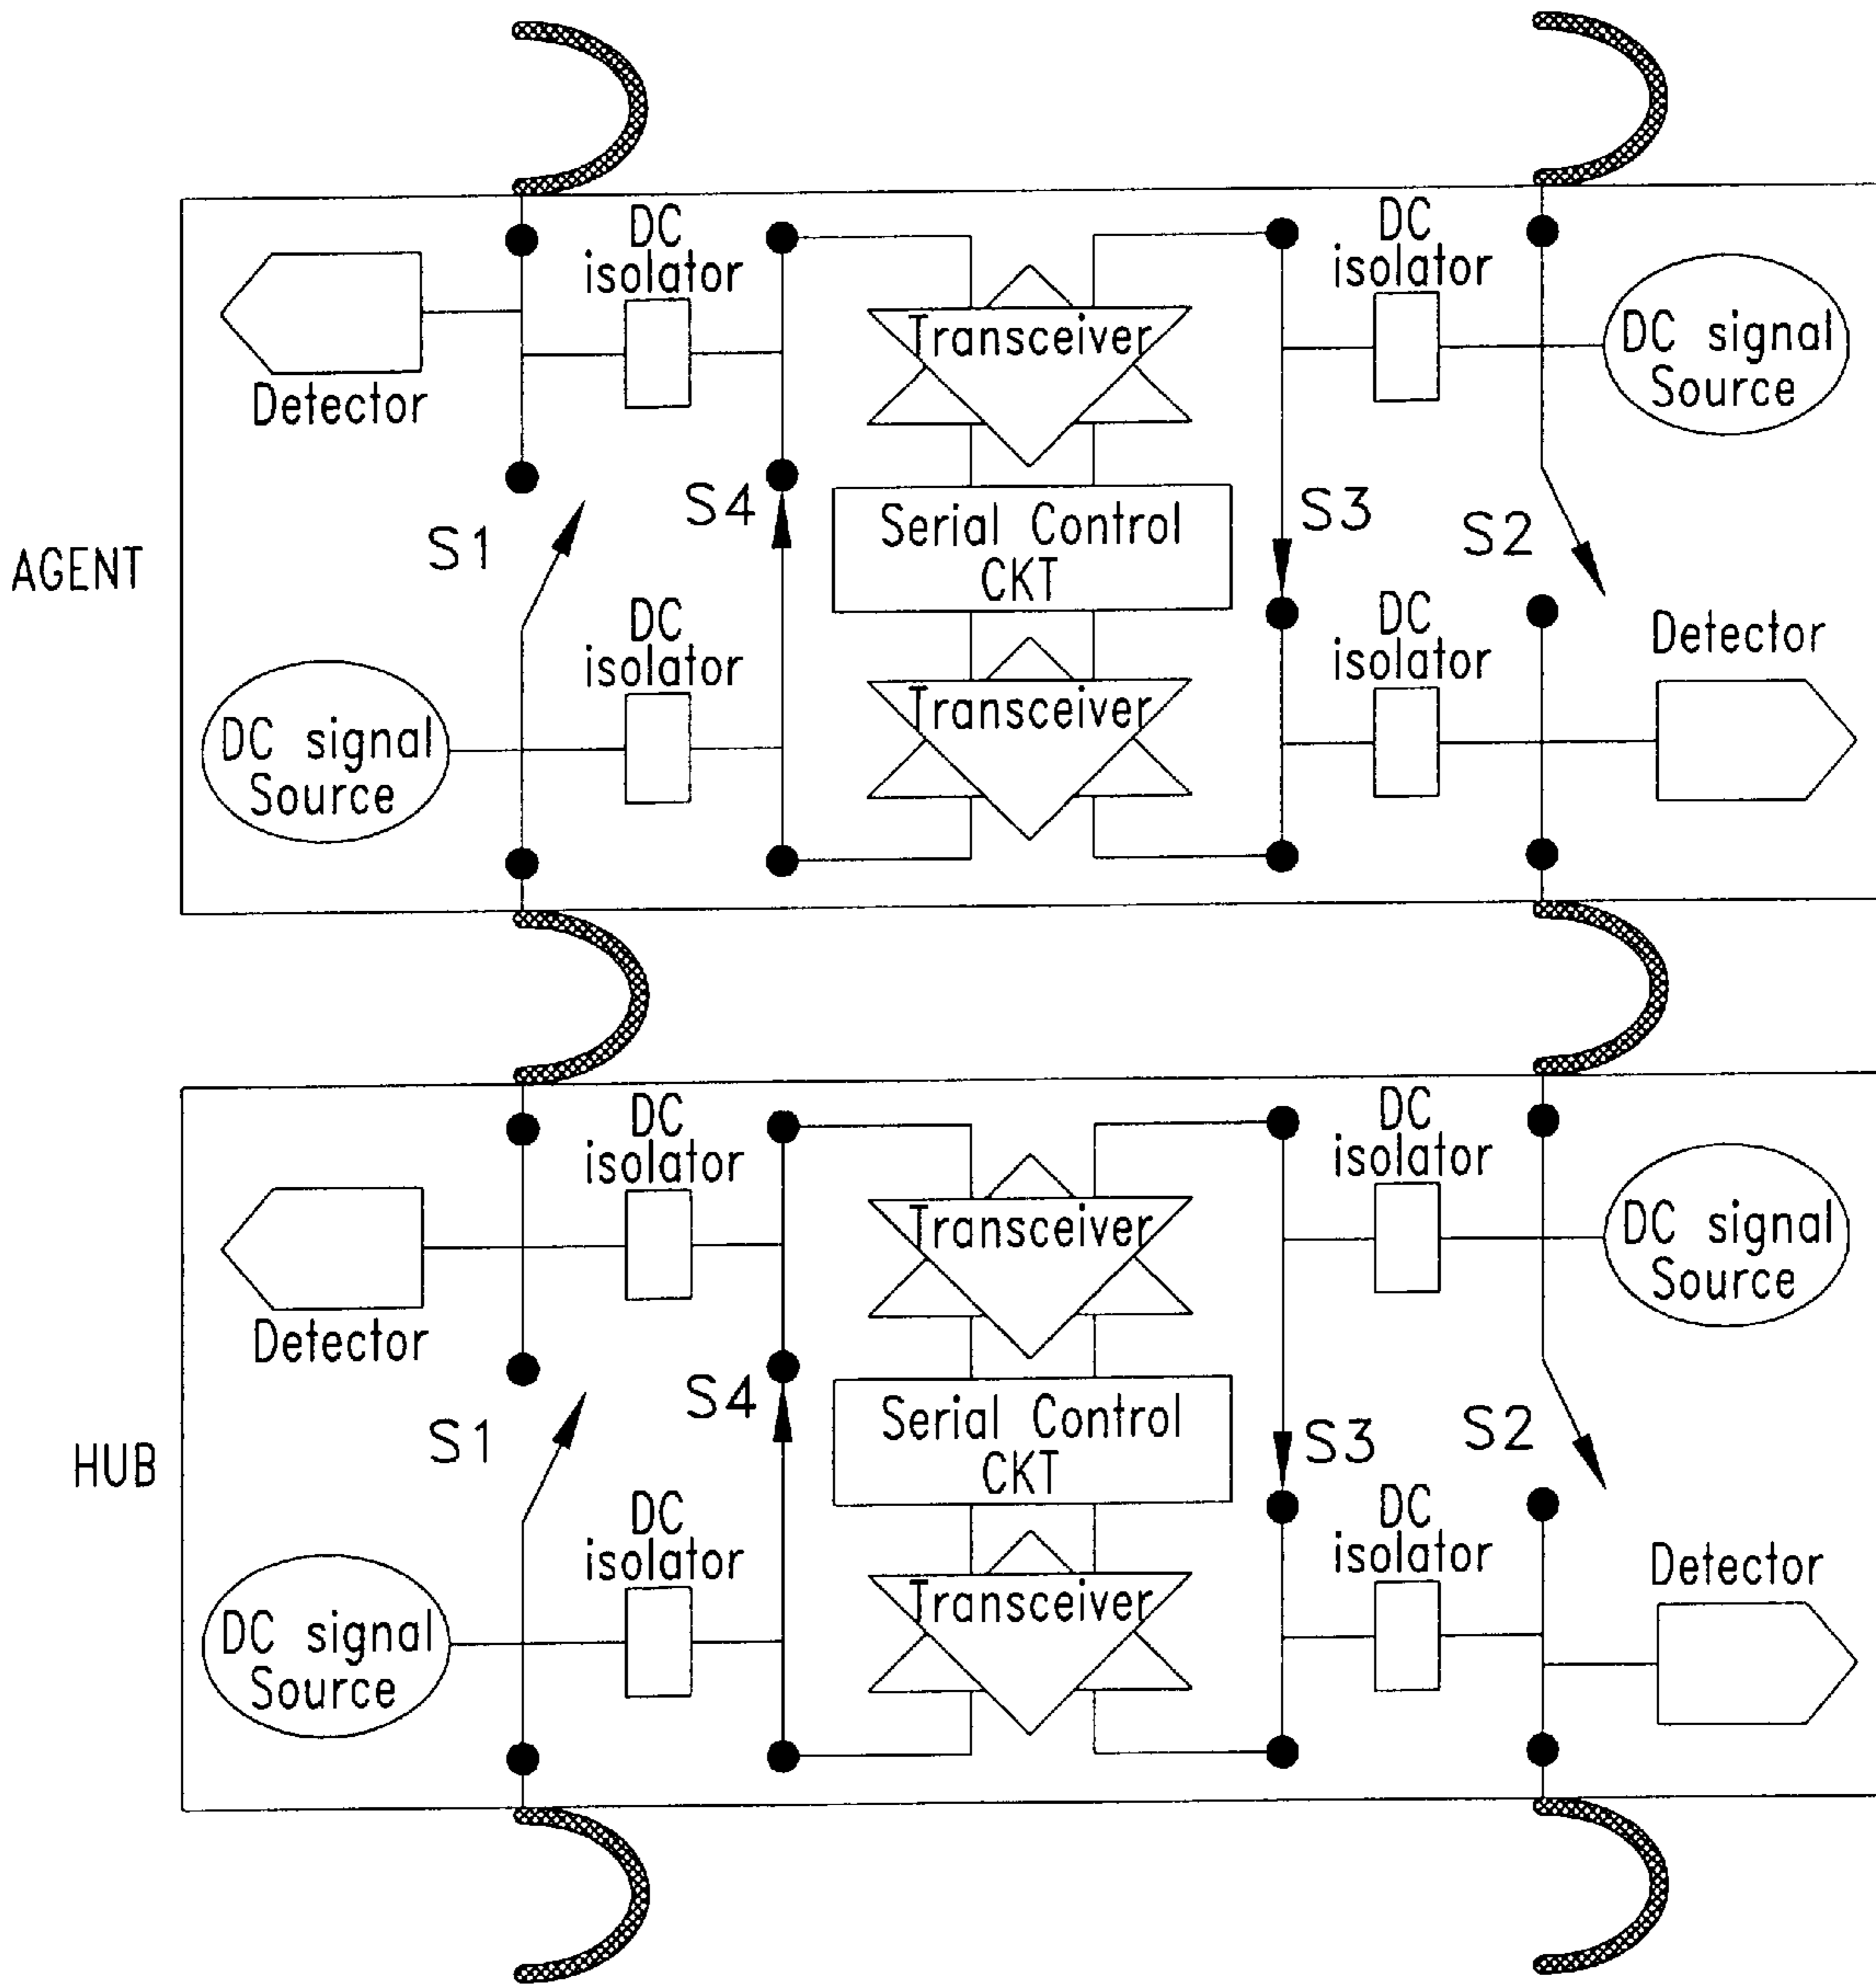 DC
isolator
DC
isolator
Transceiver
DC signal
Source
Detector
S4
S3
S1
S2
Serial Control
CKT
AGENT
DC
isolator
DC
isolator
Detector
Transceiver
DC signal
Source
DC
isolator
DC
isolator
Transceiver
DC signal
Source
Detector
S4
S3
S1
S2
Serial Control
CKT
HUB
DC
isolator
DC
isolator
Detector
Transceiver
DC signal
Source